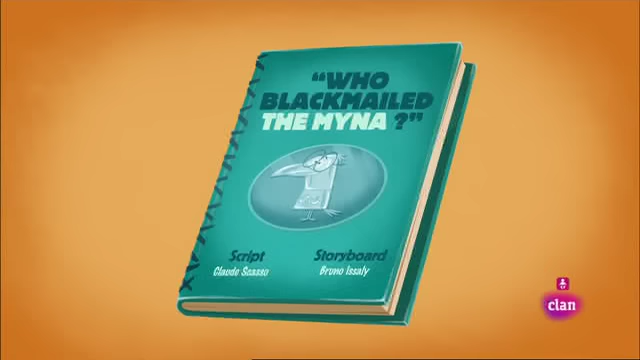 "WHO
BLACKMAILED
THE MYNA ?"
Script Storyboard
Claude Scasso Bruno Issaly
clan